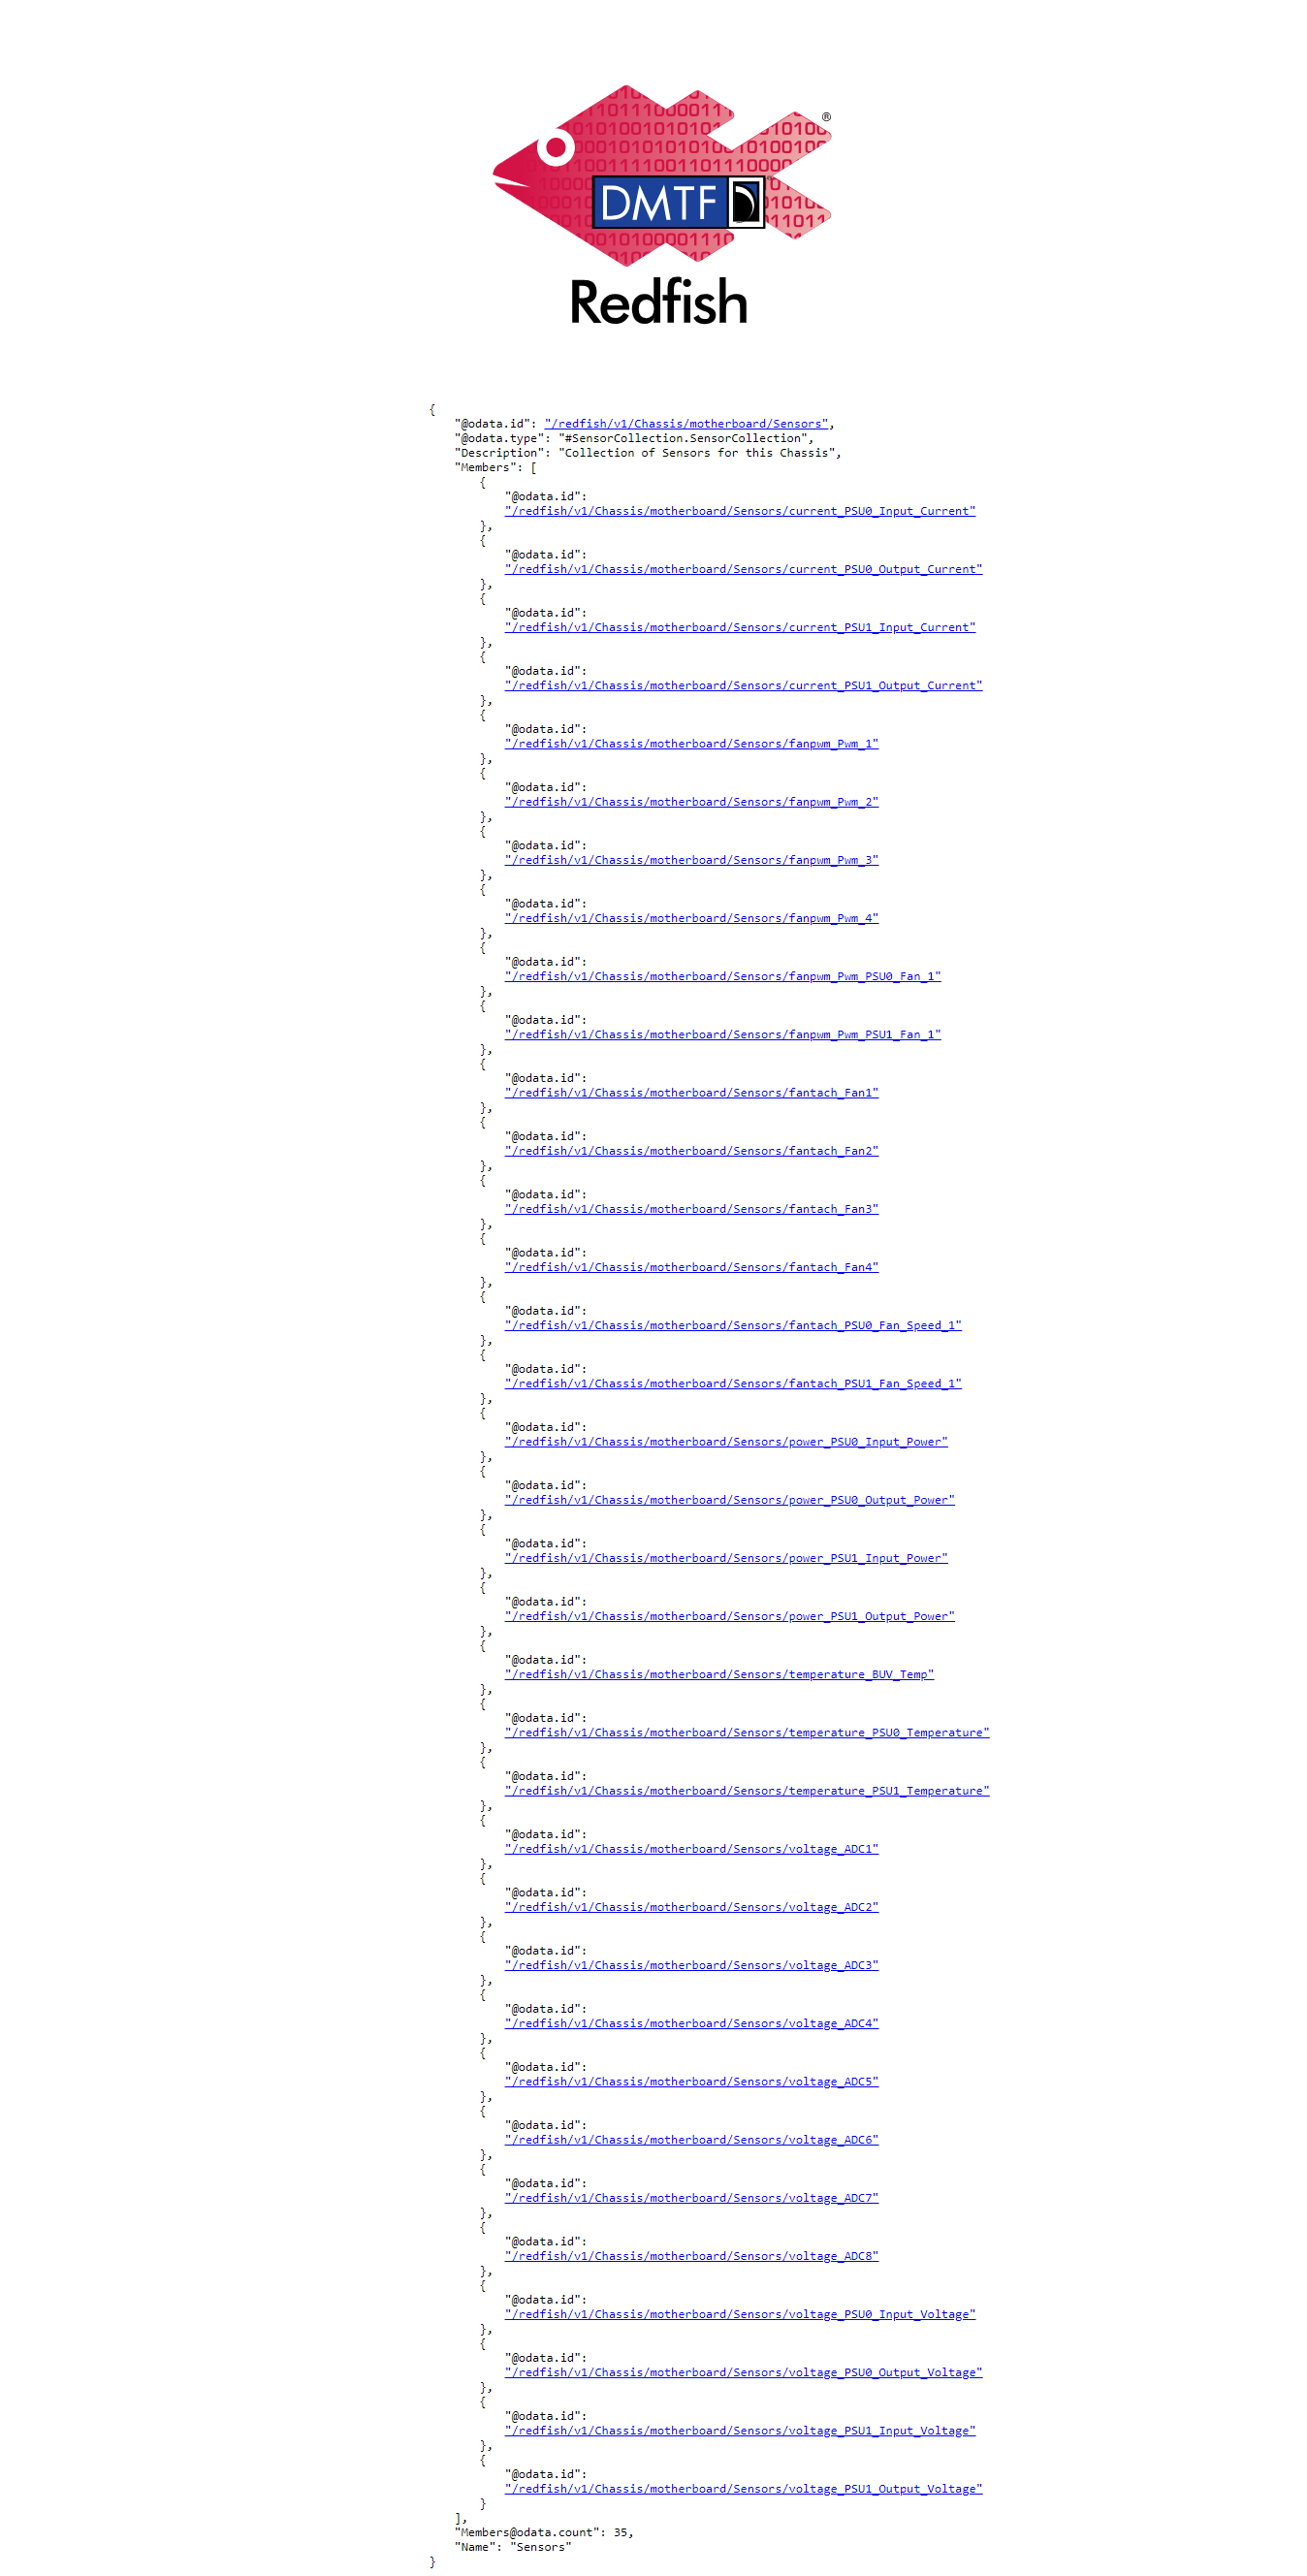 DMTF
®
Redfish
{
"@odata.id": "/redfish/v1/Chassis/motherboard/Sensors",
"@odata.type": "#SensorCollection.SensorCollection",
"Description": "Collection of Sensors for this Chassis",
"Members": [
{
"@odata.id":
"/redfish/v1/Chassis/motherboard/Sensors/current_PSU0_Input_Current"
},
{
"@odata.id":
"/redfish/v1/Chassis/motherboard/Sensors/current_PSU0_Output_Current"
},
{
"@odata.id":
"/redfish/v1/Chassis/motherboard/Sensors/current_PSU1_Input_Current"
},
{
"@odata.id":
"/redfish/v1/Chassis/motherboard/Sensors/current_PSU1_Output_Current"
},
{
"@odata.id":
"/redfish/v1/Chassis/motherboard/Sensors/fanpwm_Pwm_1"
},
{
"@odata.id":
"/redfish/v1/Chassis/motherboard/Sensors/fanpwm_Pwm_2"
},
{
"@odata.id":
"/redfish/v1/Chassis/motherboard/Sensors/fanpwm_Pwm_3"
},
{
"@odata.id":
"/redfish/v1/Chassis/motherboard/Sensors/fanpwm_Pwm_4"
},
{
"@odata.id":
"/redfish/v1/Chassis/motherboard/Sensors/fanpwm_Pwm_PSU0_Fan_1"
},
{
"@odata.id":
"/redfish/v1/Chassis/motherboard/Sensors/fanpwm_Pwm_PSU1_Fan_1"
},
{
"@odata.id":
"/redfish/v1/Chassis/motherboard/Sensors/fantach_Fan1"
},
{
"@odata.id":
"/redfish/v1/Chassis/motherboard/Sensors/fantach_Fan2"
},
{
"@odata.id":
"/redfish/v1/Chassis/motherboard/Sensors/fantach_Fan3"
},
{
"@odata.id":
"/redfish/v1/Chassis/motherboard/Sensors/fantach_Fan4"
},
{
"@odata.id":
"/redfish/v1/Chassis/motherboard/Sensors/fantach_PSU0_Fan_Speed_1"
},
{
"@odata.id":
"/redfish/v1/Chassis/motherboard/Sensors/fantach_PSU1_Fan_Speed_1"
},
{
"@odata.id":
"/redfish/v1/Chassis/motherboard/Sensors/power_PSU0_Input_Power"
},
{
"@odata.id":
"/redfish/v1/Chassis/motherboard/Sensors/power_PSU0_Output_Power"
},
{
"@odata.id":
"/redfish/v1/Chassis/motherboard/Sensors/power_PSU1_Input_Power"
},
{
"@odata.id":
"/redfish/v1/Chassis/motherboard/Sensors/power_PSU1_Output_Power"
},
{
"@odata.id":
"/redfish/v1/Chassis/motherboard/Sensors/temperature_BUV_Temp"
},
{
"@odata.id":
"/redfish/v1/Chassis/motherboard/Sensors/temperature_PSU0_Temperature"
},
{
"@odata.id":
"/redfish/v1/Chassis/motherboard/Sensors/temperature_PSU1_Temperature"
},
{
"@odata.id":
"/redfish/v1/Chassis/motherboard/Sensors/voltage_ADC1"
},
{
"@odata.id":
"/redfish/v1/Chassis/motherboard/Sensors/voltage_ADC2"
},
{
"@odata.id":
"/redfish/v1/Chassis/motherboard/Sensors/voltage_ADC3"
},
{
"@odata.id":
"/redfish/v1/Chassis/motherboard/Sensors/voltage_ADC4"
},
{
"@odata.id":
"/redfish/v1/Chassis/motherboard/Sensors/voltage_ADC5"
},
{
"@odata.id":
"/redfish/v1/Chassis/motherboard/Sensors/voltage_ADC6"
},
{
"@odata.id":
"/redfish/v1/Chassis/motherboard/Sensors/voltage_ADC7"
},
{
"@odata.id":
"/redfish/v1/Chassis/motherboard/Sensors/voltage_ADC8"
},
{
"@odata.id":
"/redfish/v1/Chassis/motherboard/Sensors/voltage_PSU0_Input_Voltage"
},
{
"@odata.id":
"/redfish/v1/Chassis/motherboard/Sensors/voltage_PSU0_Output_Voltage"
},
{
"@odata.id":
"/redfish/v1/Chassis/motherboard/Sensors/voltage_PSU1_Input_Voltage"
},
{
"@odata.id":
"/redfish/v1/Chassis/motherboard/Sensors/voltage_PSU1_Output_Voltage"
}
],
"Members@odata.count": 35,
"Name": "Sensors"
}